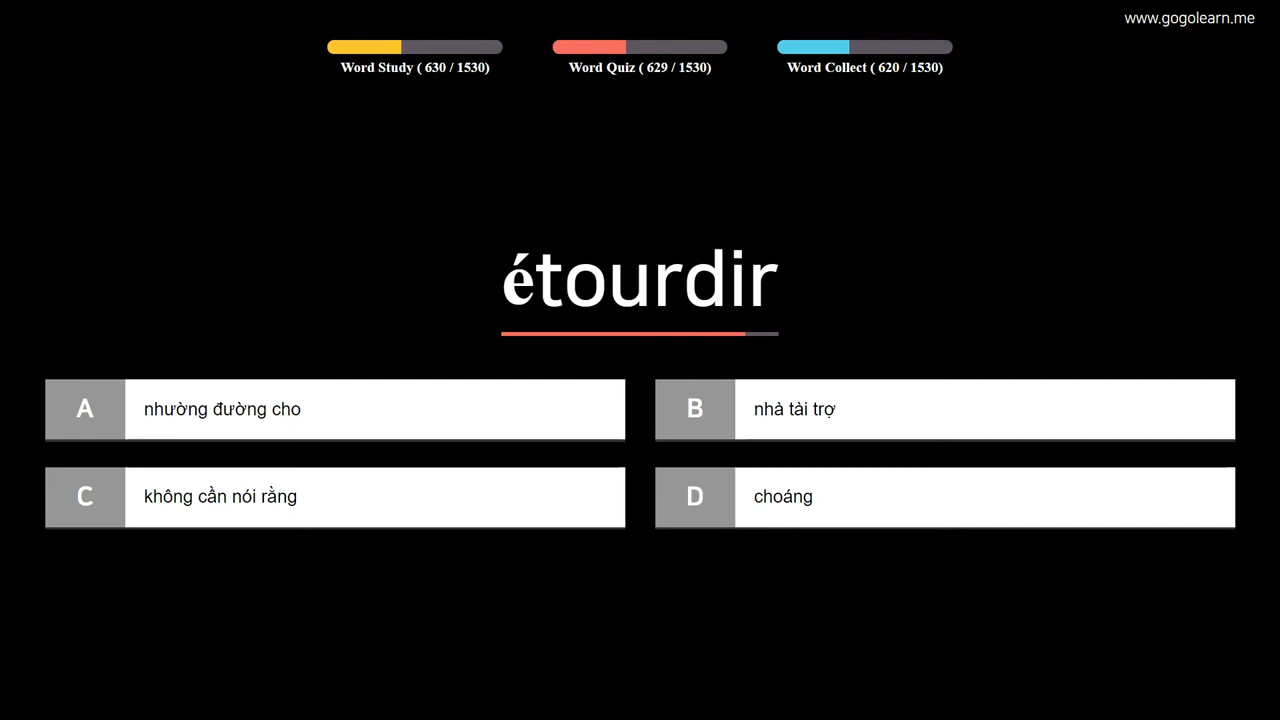 www.gogolearn.me
Word Study ( 630 / 1530)
Word Quiz ( 629 / 1530)
Word Collect ( 620 / 1530)
étourdir
A nhường đường cho
B nhà tài trợ
C không cần nói rằng
D choáng